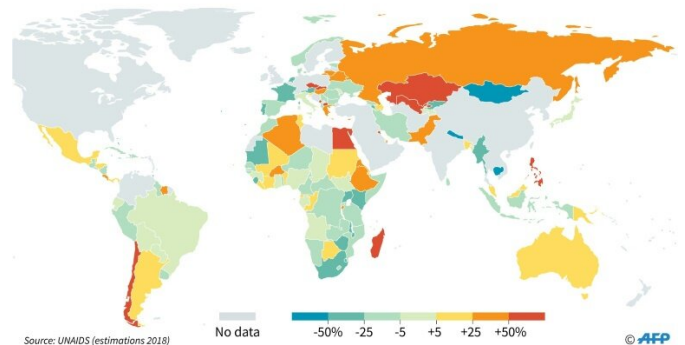 No data
-50% -25 -5 +5 +25 +50%
Source: UNAIDS (estimations 2018)
© AFP